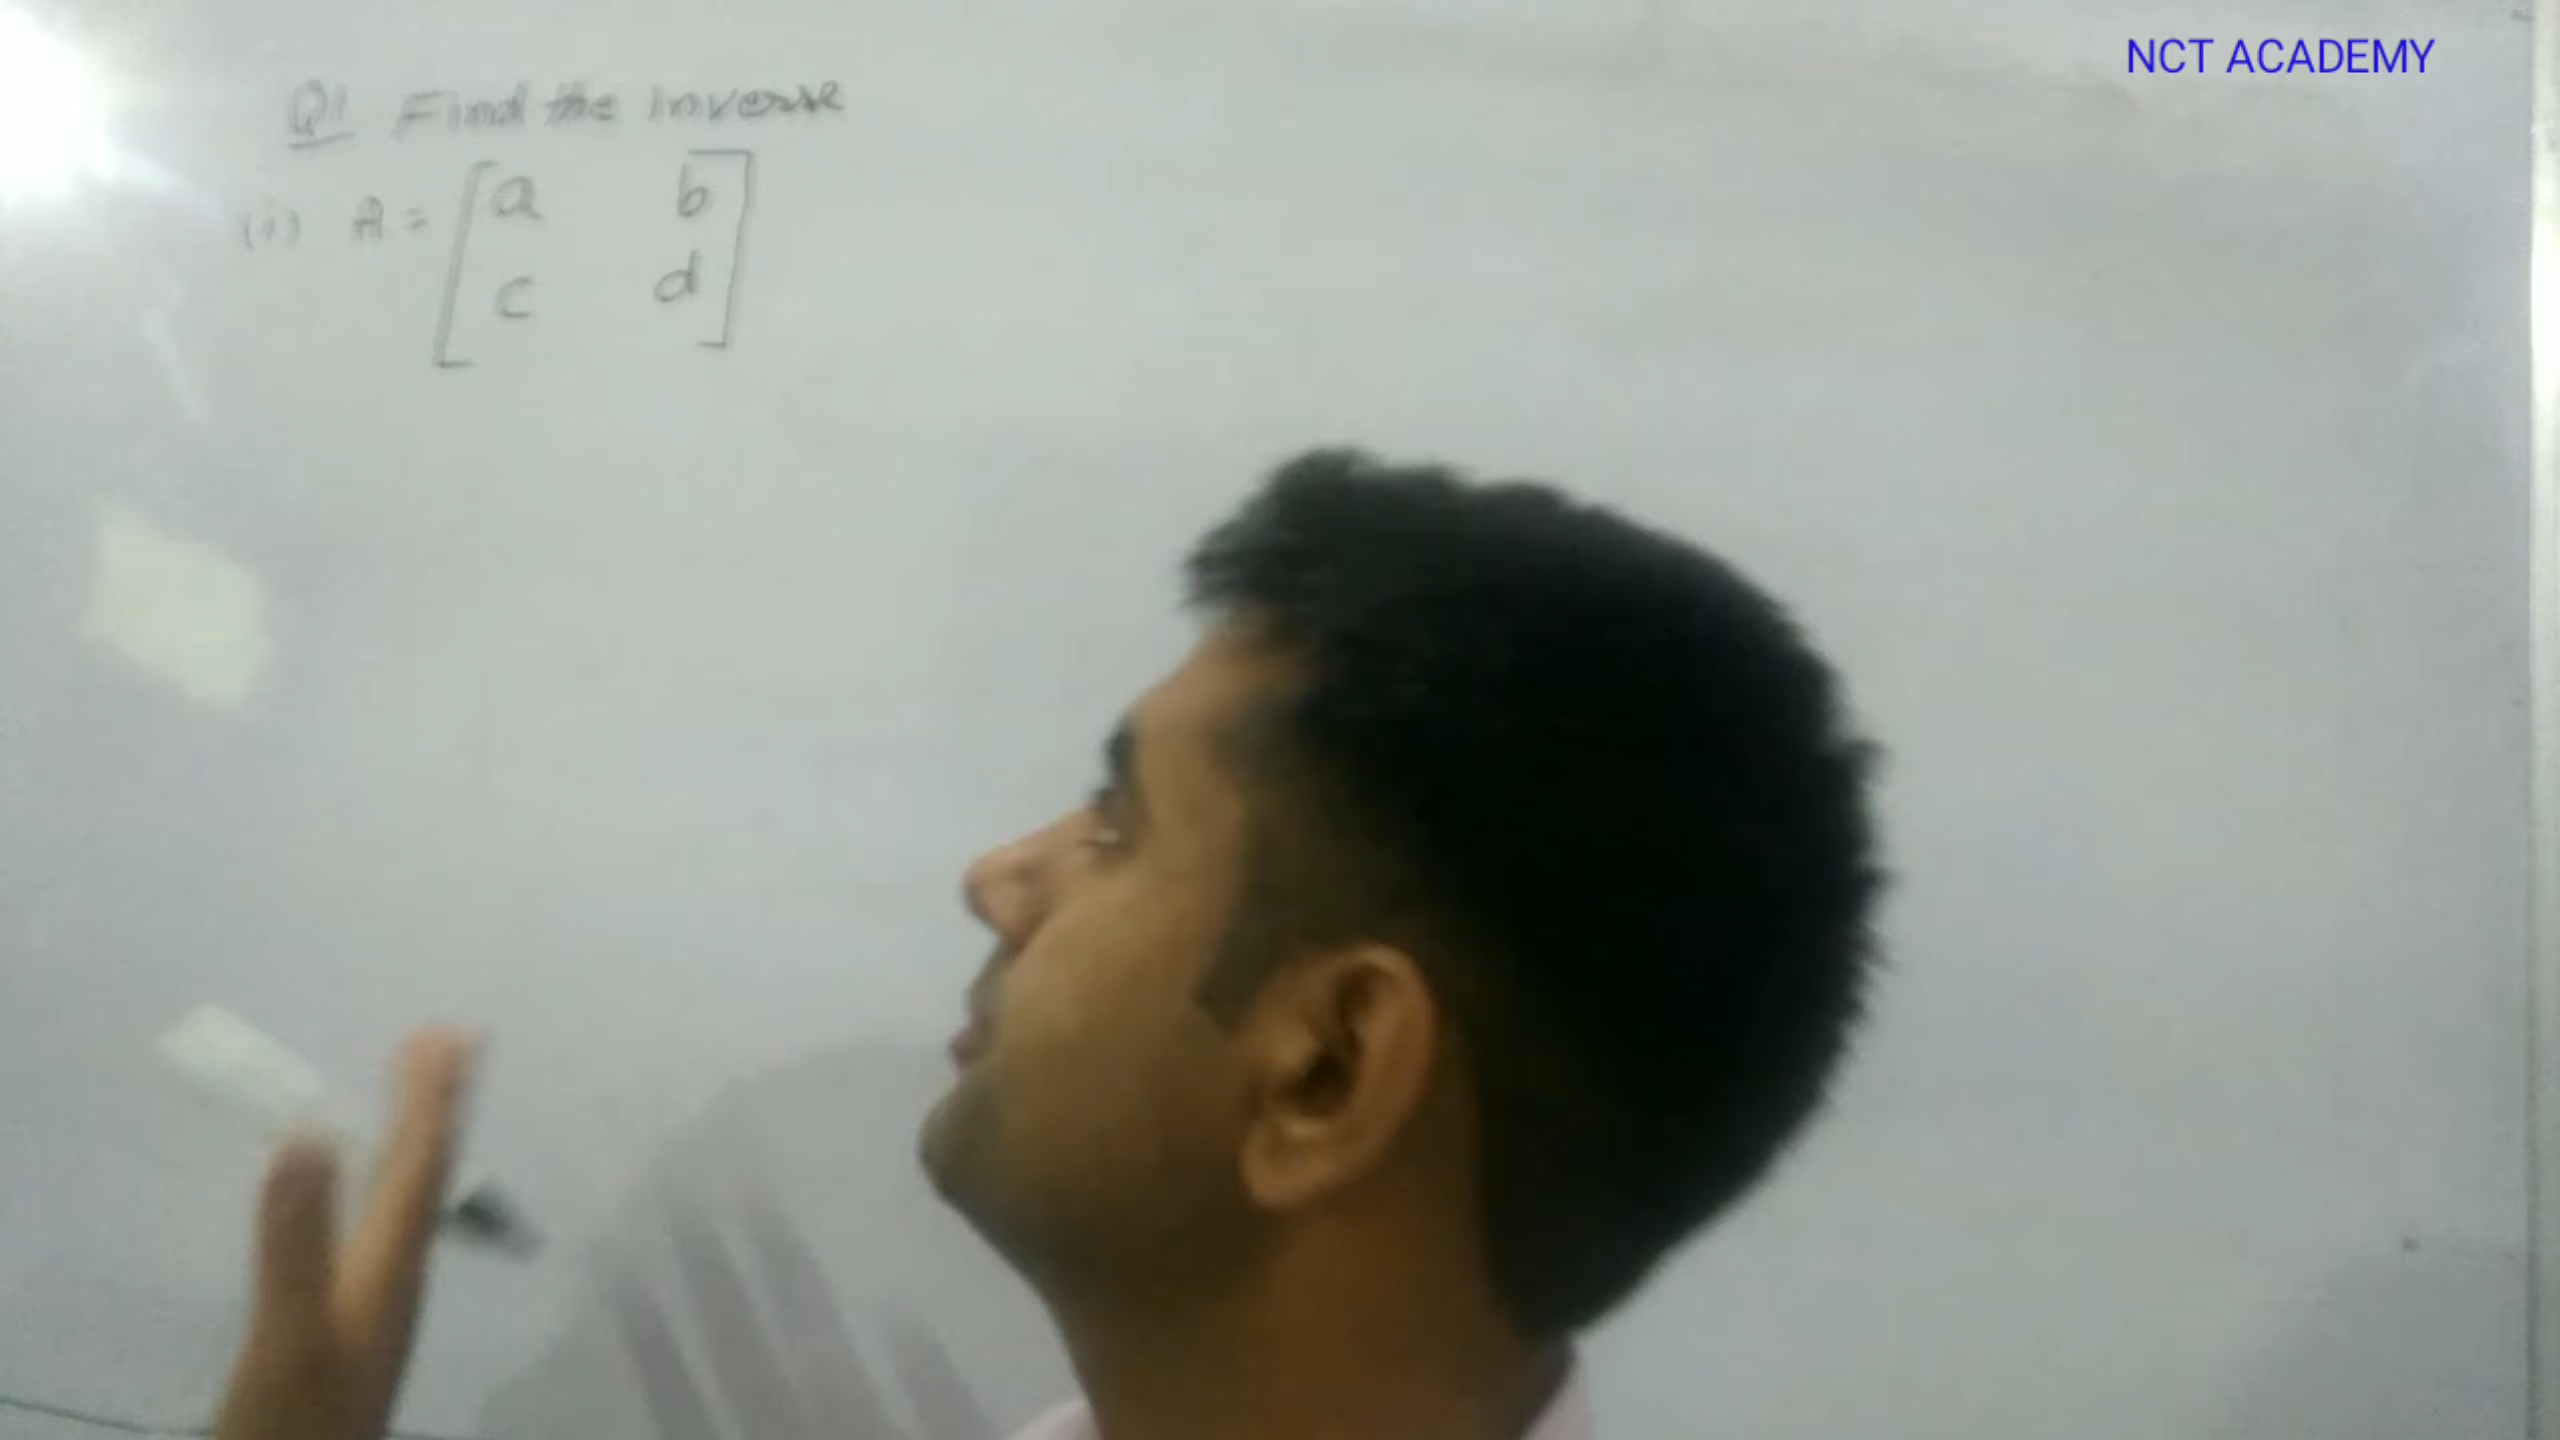 NCT ACADEMY
Q1 Find the inverse
(i) A = [a b
c d]